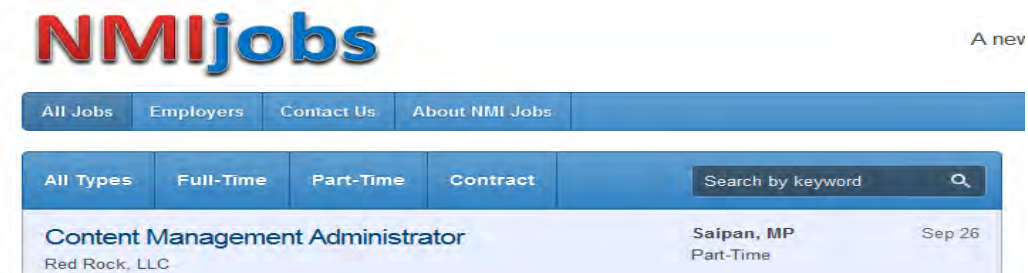 NMIjobs
A new
All Jobs Employers Contact Us About NMI Jobs
All Types Full-Time Part-Time Contract Search by keyword
Content Management Administrator Saipan, MP Sep 26
Red Rock, LLC Part-Time